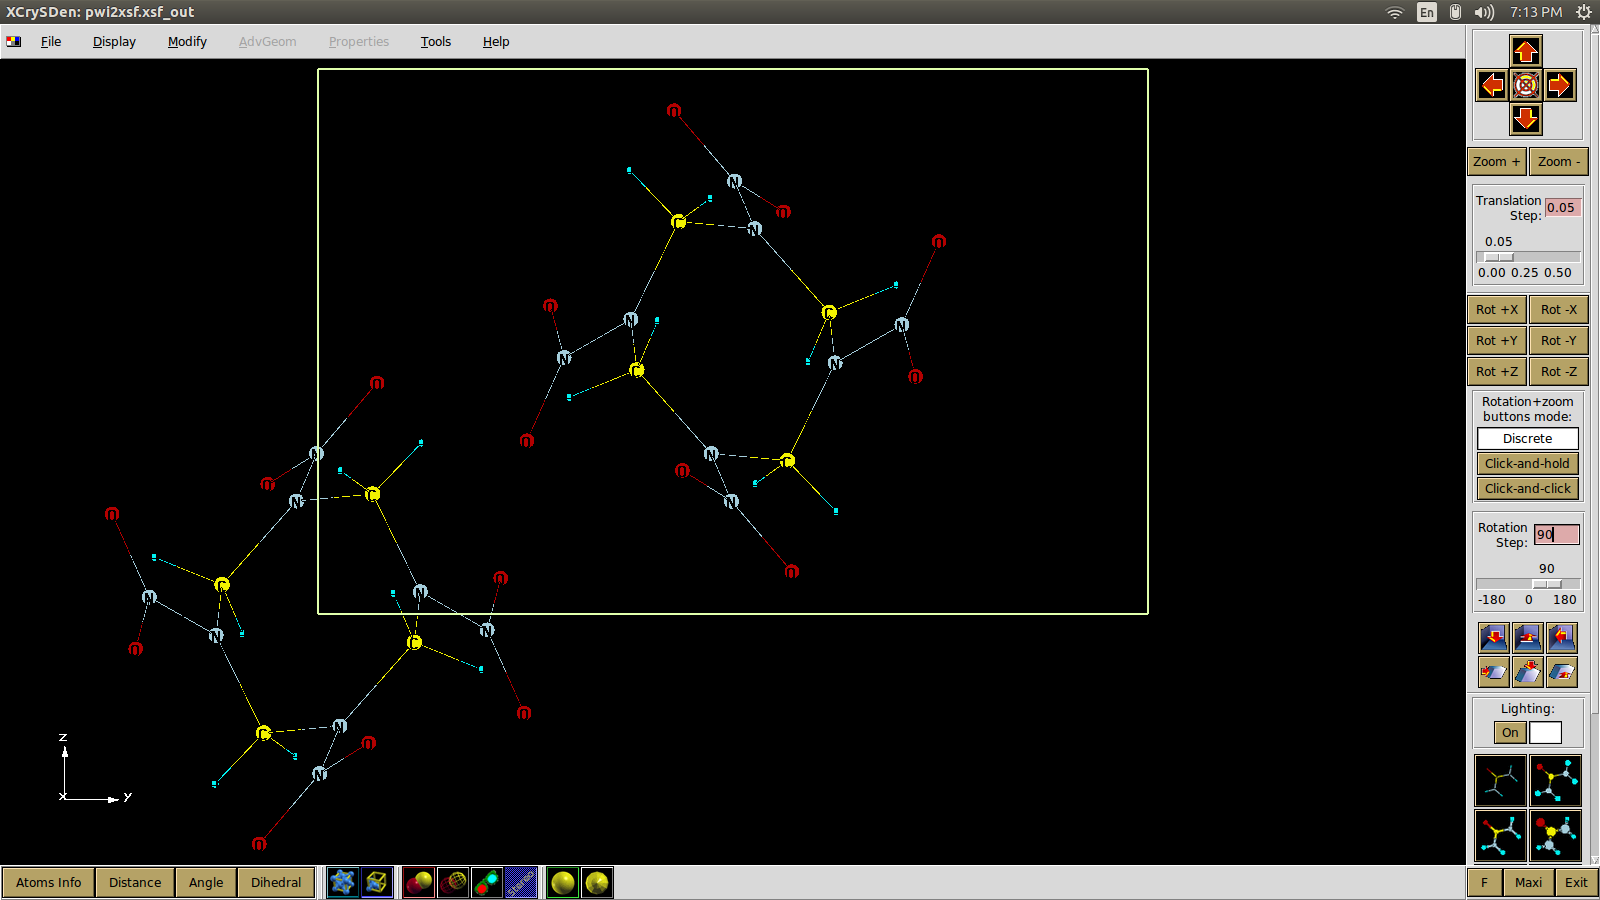 XCrySDen: pwi2xsf.xsf_out
En
7:13 PM
File Display Modify AdvGeom Properties Tools Help
Zoom + Zoom -
Translation
Step: 0.05
0.05
0.00 0.25 0.50
Rot +X Rot -X
Rot +Y Rot -Y
Rot +Z Rot -Z
Rotation+zoom
buttons mode:
Discrete
Click-and-hold
Click-and-click
Rotation
Step: 90
90
-180 0 180
Lighting:
On
O
N
O
C
N
O
O
C
N
N
N
N
C
O
O
O
N
C
N
O
O
C
N
N
O
O
O
N
C
O
C
N
N
N
C
O
O
N
C
O
N
O
N
O
z
x y
Atoms Info Distance Angle Dihedral
Stereo
F Maxi Exit